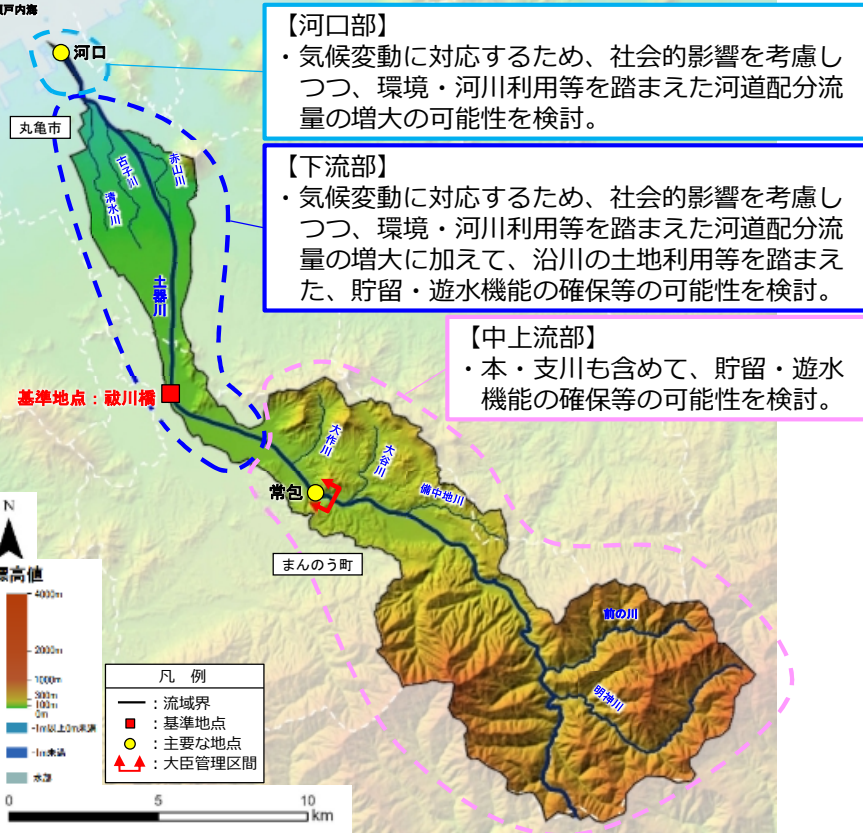 瀬戸内海
河口
丸亀市
古子川
赤山川
清水川
土器川
基準地点：祓川橋
【河口部】
・気候変動に対応するため、社会的影響を考慮し
つつ、環境・河川利用等を踏まえた河道配分流
量の増大の可能性を検討。
【下流部】
・気候変動に対応するため、社会的影響を考慮し
つつ、環境・河川利用等を踏まえた河道配分流
量の増大に加えて、沿川の土地利用等を踏まえ
た、貯留・遊水機能の確保等の可能性を検討。
【中上流部】
・本・支川も含めて、貯留・遊水
機能の確保等の可能性を検討。
大作川
大谷川
備中地川
常包
まんのう町
前の川
明神川
N
標高値
4000m
2000m
1000m
300m
100m
0m
-1m以上0m未満
-1m未満
水部
凡 例
：流域界
：基準地点
：主要な地点
：大臣管理区間
0 5 10
km